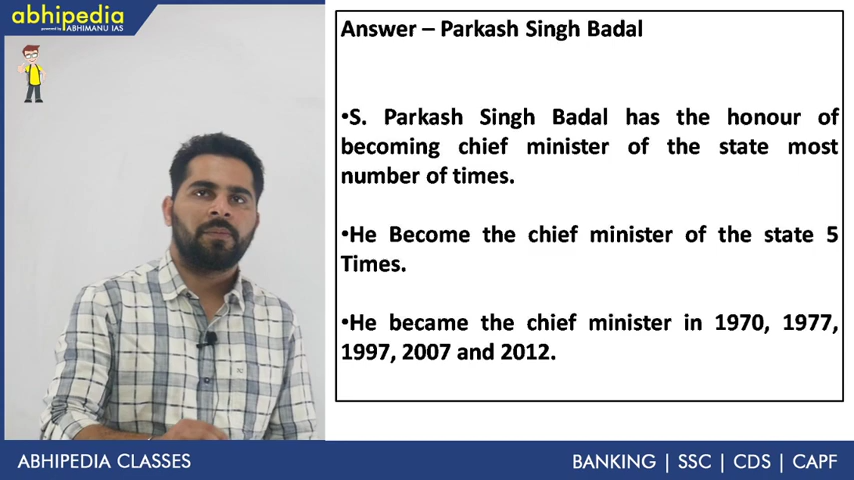 abhipedia
powered by ABHIMANU IAS
Answer – Parkash Singh Badal
•S. Parkash Singh Badal has the honour of
becoming chief minister of the state most
number of times.
•He Become the chief minister of the state 5
Times.
•He became the chief minister in 1970, 1977,
1997, 2007 and 2012.
ABHIPEDIA CLASSES
BANKING | SSC | CDS | CAPF